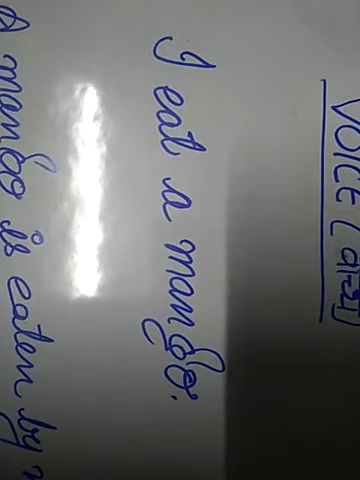 VOICE (वाच्य)
I eat a mango.
A mango is eaten by